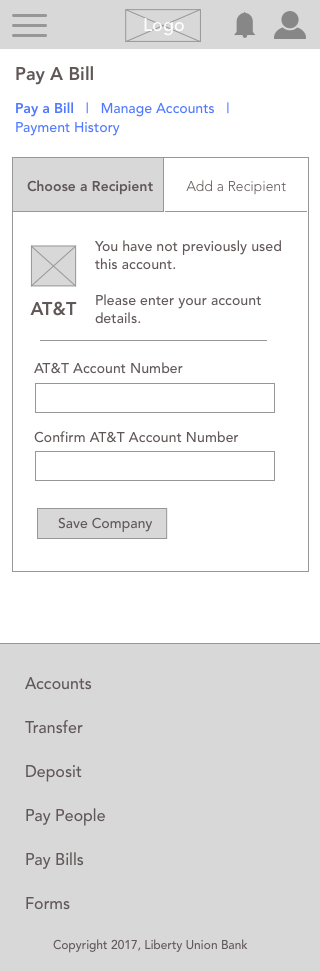 Logo
Pay A Bill
Pay a Bill | Manage Accounts |
Payment History
Choose a Recipient
Add a Recipient
You have not previously used
this account.
AT&T
Please enter your account
details.
AT&T Account Number
Confirm AT&T Account Number
Save Company
Accounts
Transfer
Deposit
Pay People
Pay Bills
Forms
Copyright 2017, Liberty Union Bank